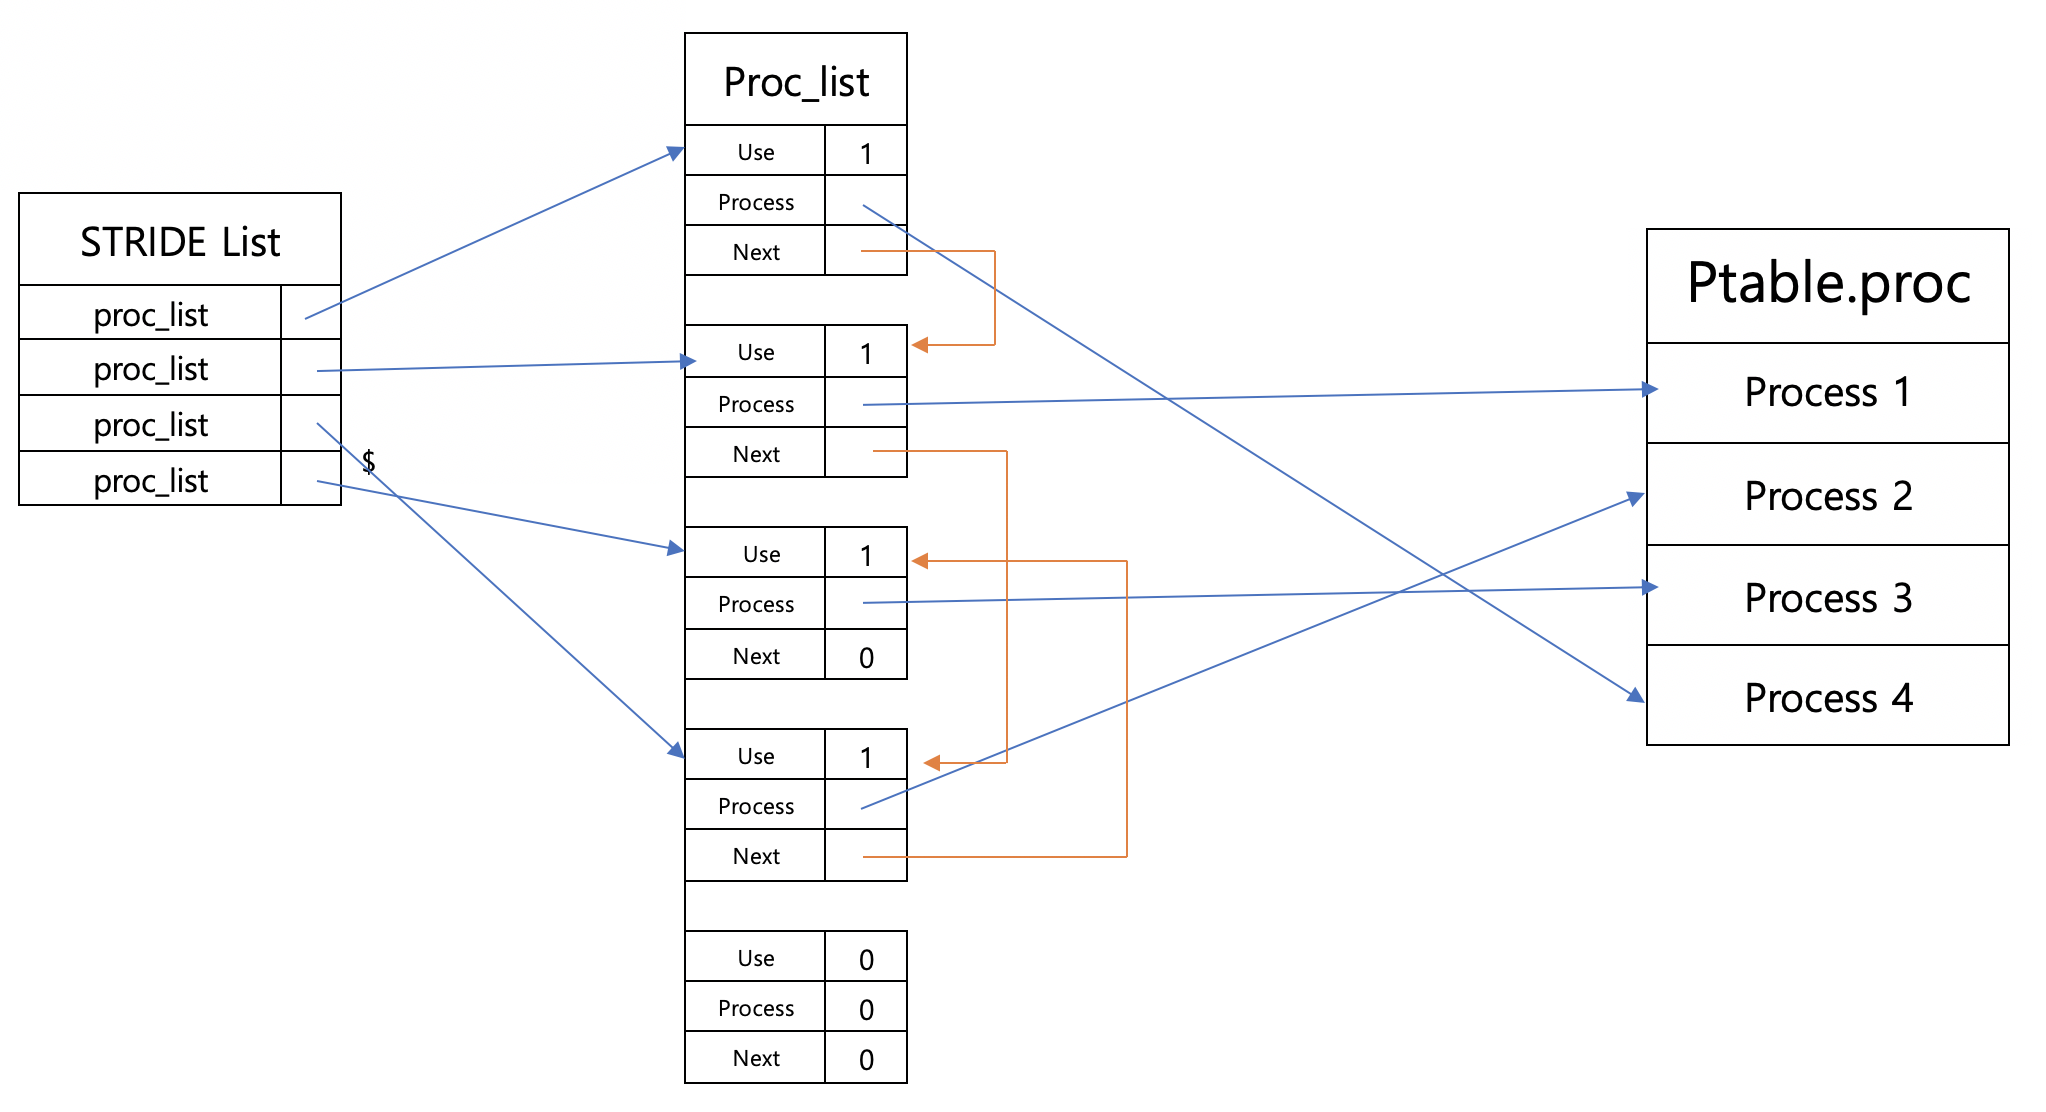 STRIDE List
proc_list
proc_list
proc_list
proc_list
$
Proc_list
Use 1
Process
Next
Use 1
Process
Next
Use 1
Process
Next 0
Use 1
Process
Next
Use 0
Process 0
Next 0
Ptable.proc
Process 1
Process 2
Process 3
Process 4